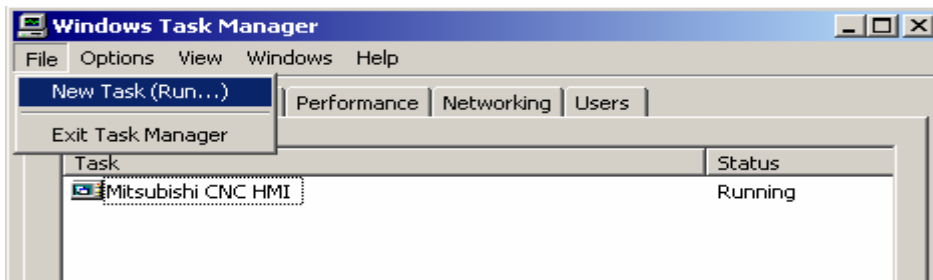 Windows Task Manager
File Options View Windows Help
New Task (Run...)
Performance Networking Users
Exit Task Manager
Task Status
Mitsubishi CNC HMI Running